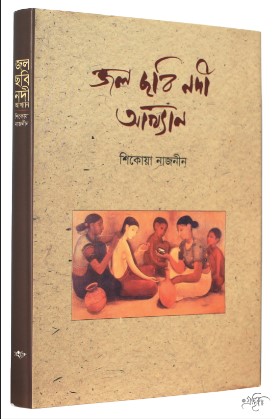 জল ছবি নদী
আখ্যান
শিকোয়া নাজনীন
জল
ছবি
নদী
আখ্যান
শিকোয়া
নাজনীন